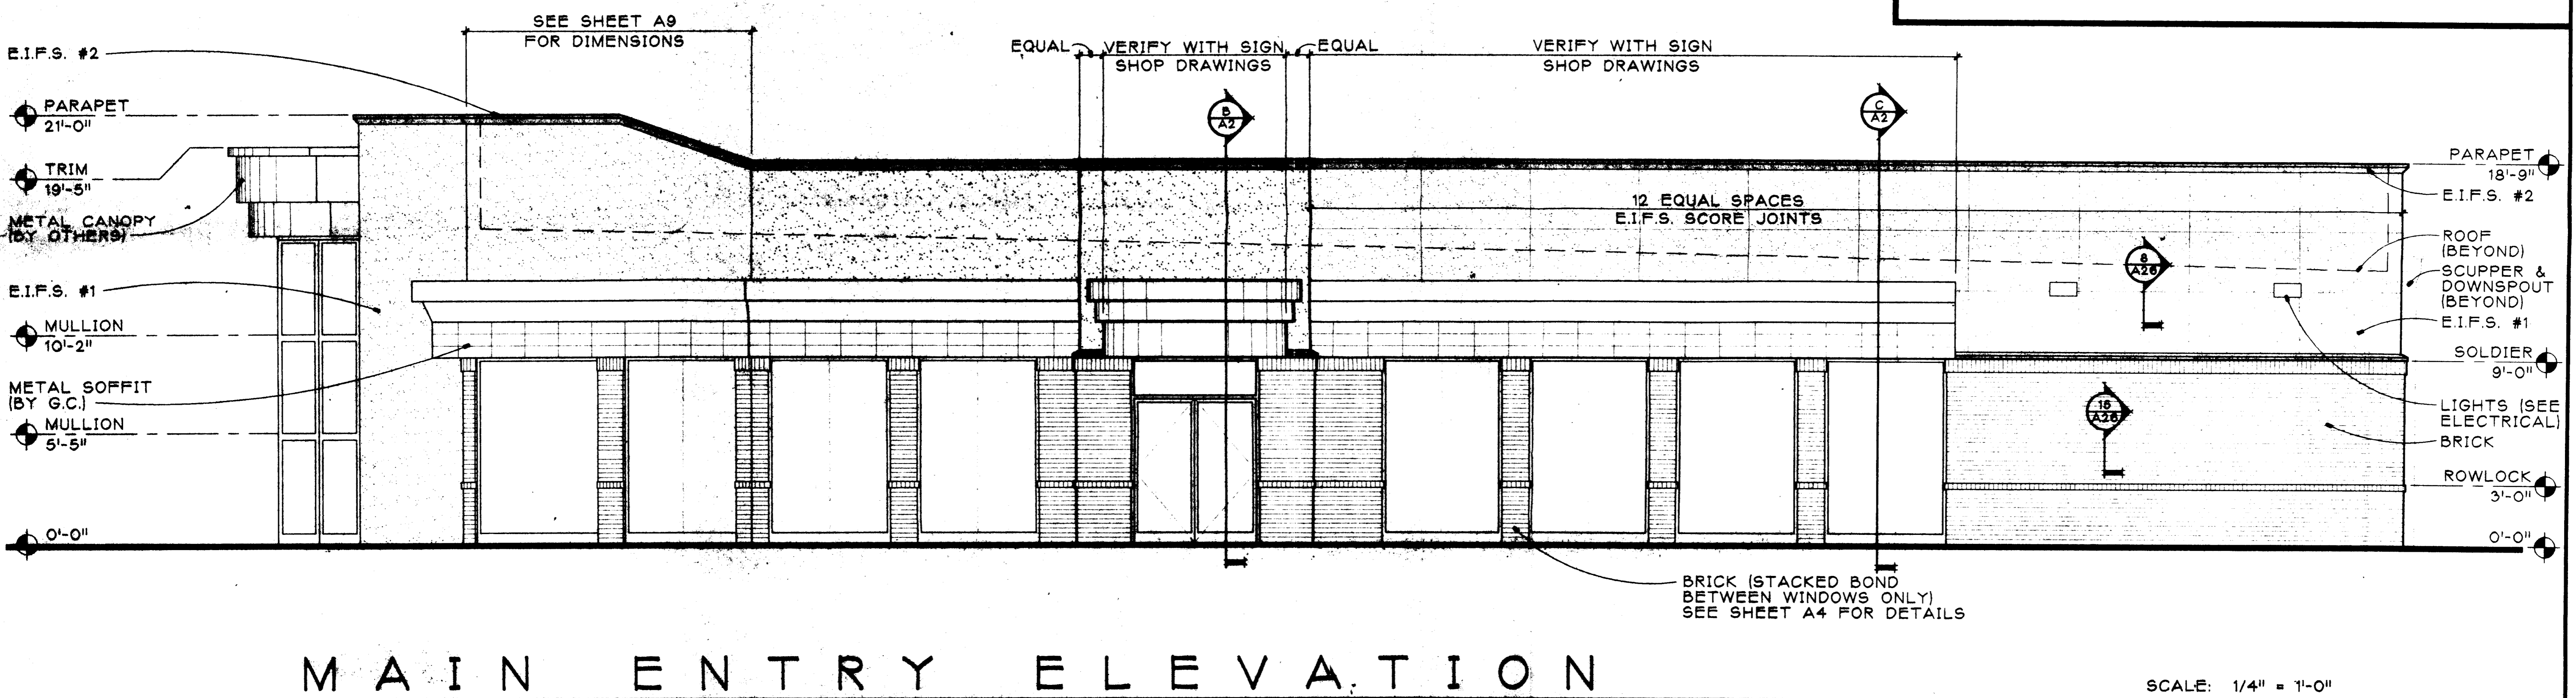 SEE SHEET A9
FOR DIMENSIONS
EQUAL
VERIFY WITH SIGN
SHOP DRAWINGS
EQUAL
VERIFY WITH SIGN
SHOP DRAWINGS
E.I.F.S. #2
PARAPET
21'-0"
TRIM
19'-5"
METAL CANOPY
(BY OTHERS)
E.I.F.S. #1
MULLION
10'-2"
METAL SOFFIT
(BY G.C.)
MULLION
5'-5"
0'-0"
B
A2
C
A2
12 EQUAL SPACES
E.I.F.S. SCORE JOINTS
8
A26
15
A26
PARAPET
18'-9"
E.I.F.S. #2
ROOF
(BEYOND)
SCUPPER &
DOWNSPOUT
(BEYOND)
E.I.F.S. #1
SOLDIER
9'-0"
LIGHTS (SEE
ELECTRICAL)
BRICK
ROWLOCK
3'-0"
0'-0"
BRICK (STACKED BOND
BETWEEN WINDOWS ONLY)
SEE SHEET A4 FOR DETAILS
MAIN ENTRY ELEVATION
SCALE: 1/4" = 1'-0"